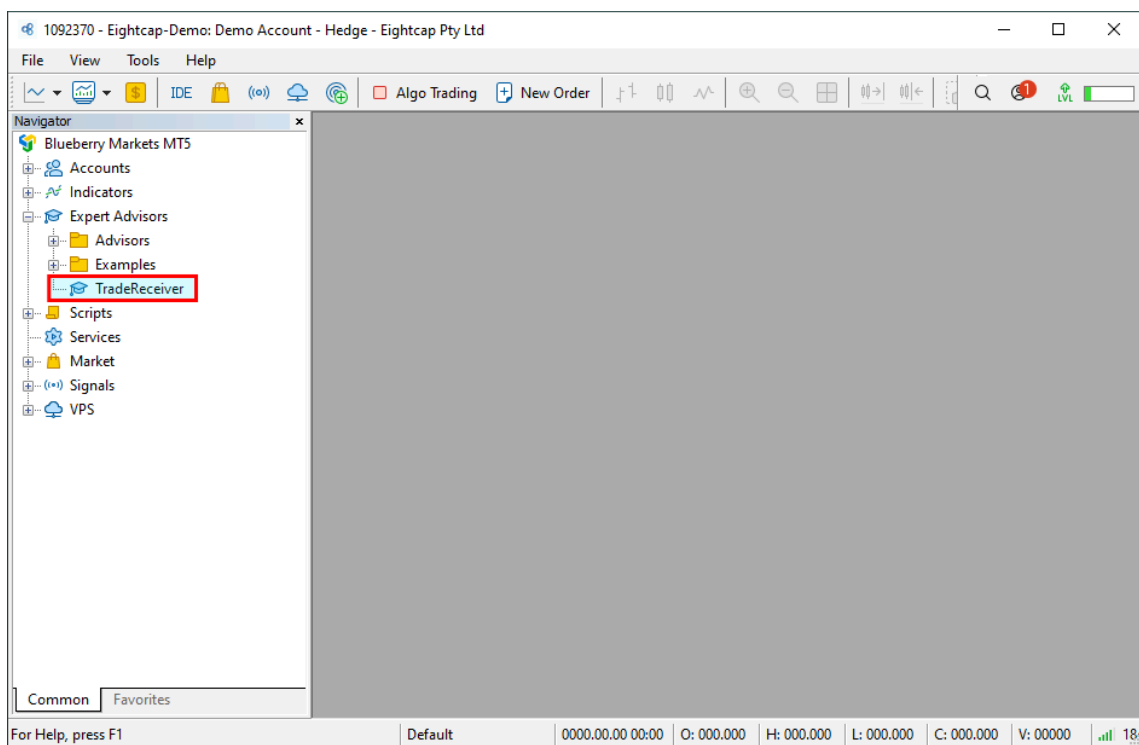 1092370 - Eightcap-Demo: Demo Account - Hedge - Eightcap Pty Ltd
File View Tools Help
$ IDE Algo Trading New Order 1 LVL
Navigator
Blueberry Markets MT5
Accounts
Indicators
Expert Advisors
Advisors
Examples
TradeReceiver
Scripts
Services
Market
Signals
VPS
Common Favorites
For Help, press F1 Default 0000.00.00 00:00 O: 000.000 H: 000.000 L: 000.000 C: 000.000 V: 00000